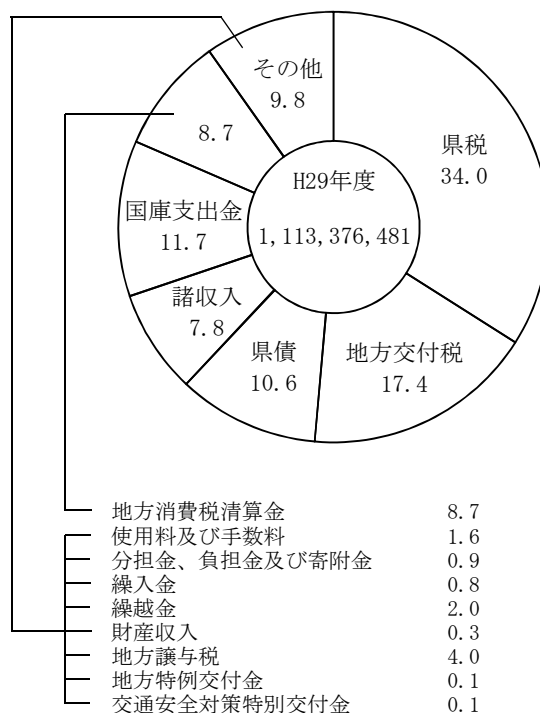 その他
9.8
8.7
県税
34.0
H29年度
1,113,376,481
国庫支出金
11.7
諸収入
7.8
県債
10.6
地方交付税
17.4
地方消費税清算金 8.7
使用料及び手数料 1.6
分担金、負担金及び寄附金 0.9
繰入金 0.8
繰越金 2.0
財産収入 0.3
地方譲与税 4.0
地方特例交付金 0.1
交通安全対策特別交付金 0.1